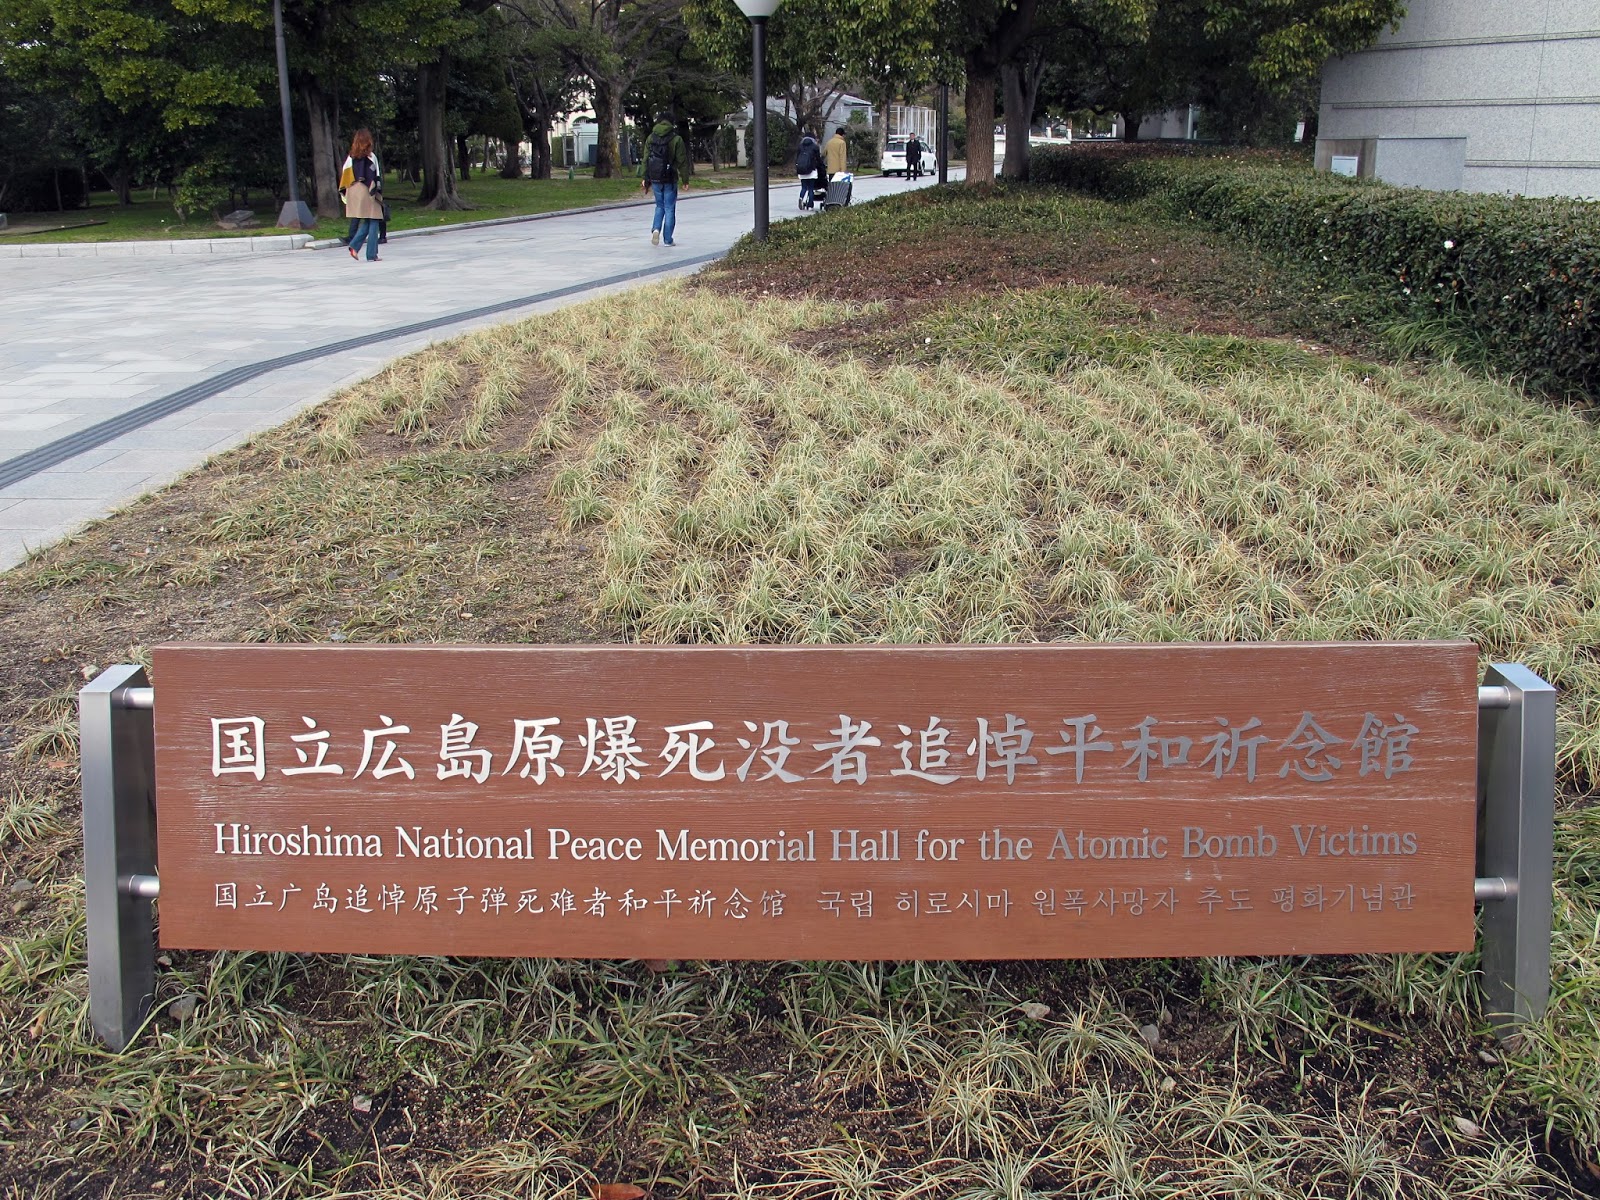 国立広島原爆死没者追悼平和祈念館
Hiroshima National Peace Memorial Hall for the Atomic Bomb Victims
国立广岛追悼原子弹死难者和平祈念馆 국립 히로시마 원폭사망자 추도 평화기념관